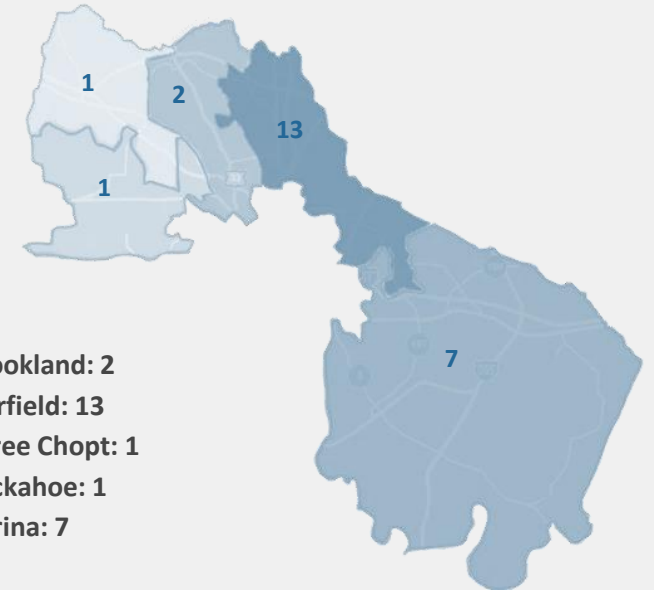 1
2
13
1
7
ookland: 2
rfield: 13
ree Chopt: 1
ckahoe: 1
rina: 7